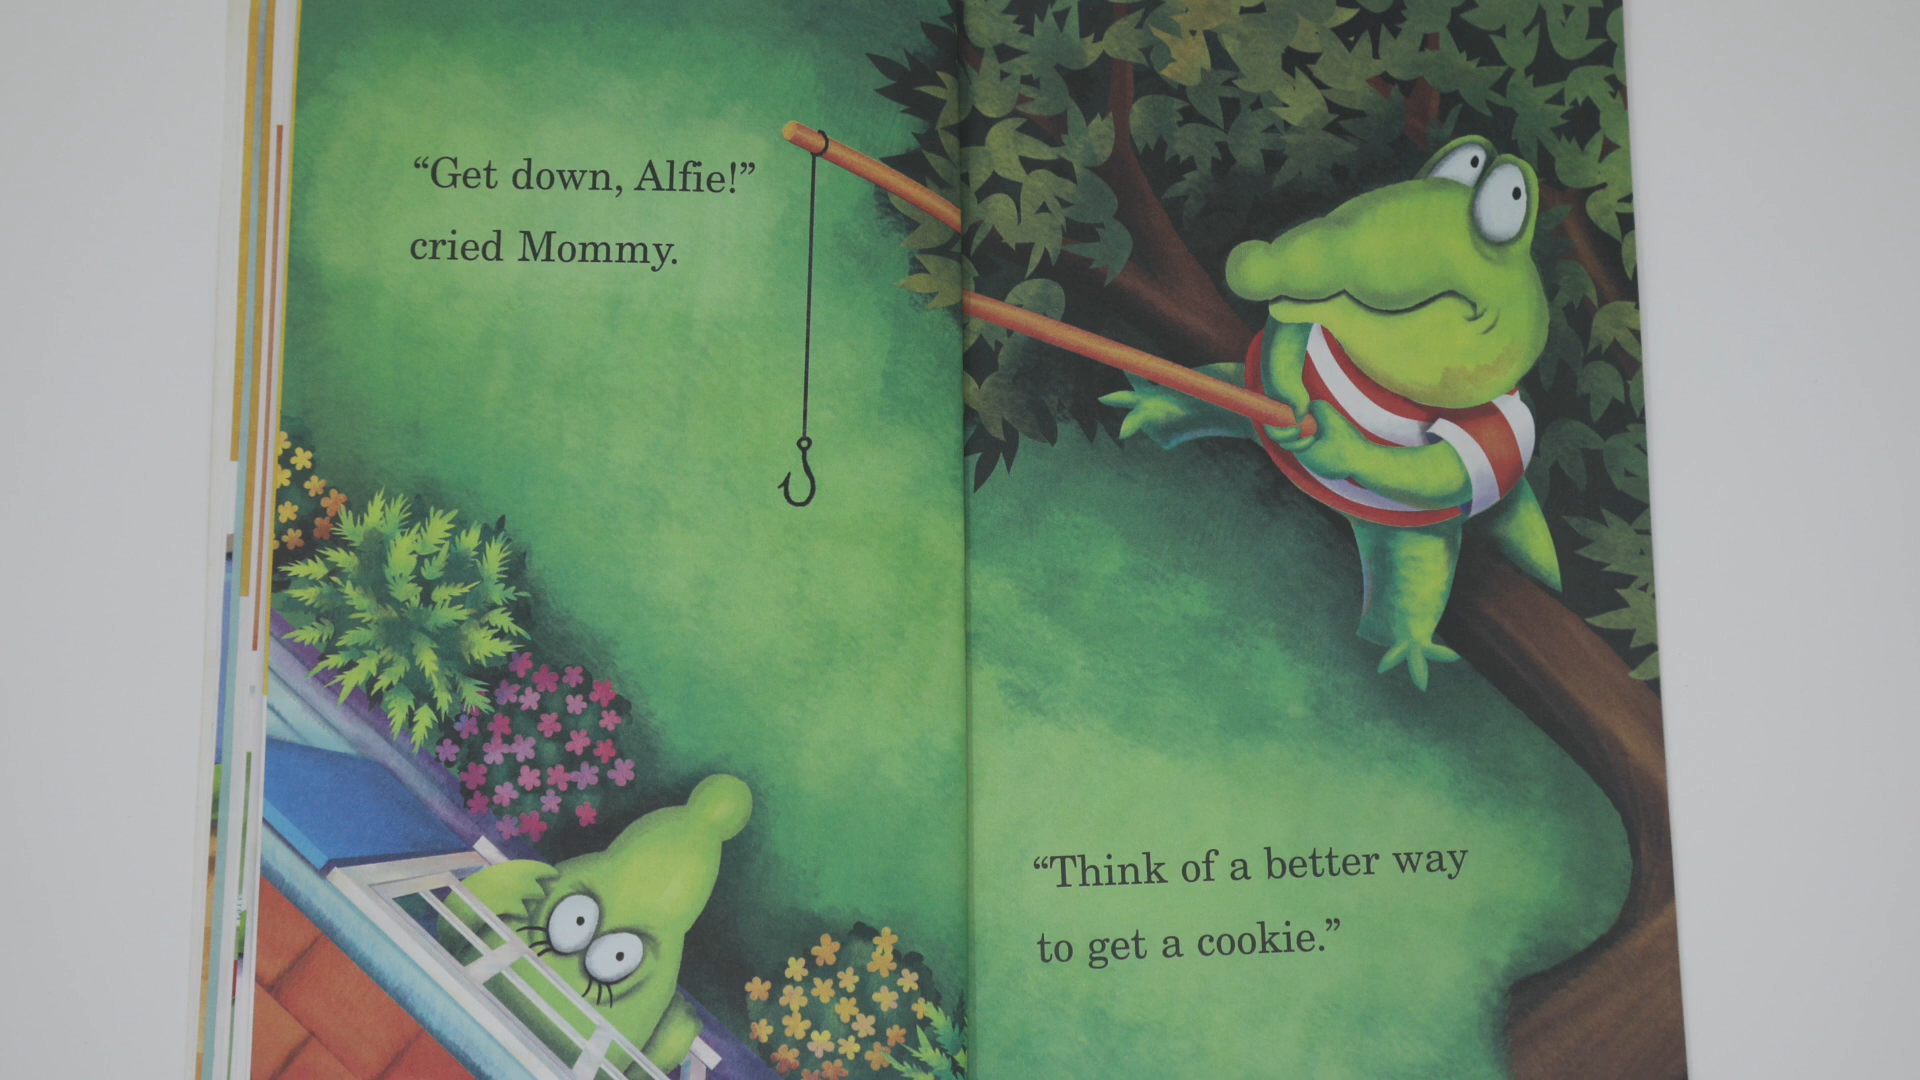 “Get down, Alfie!”
cried Mommy.
“Think of a better way
to get a cookie.”